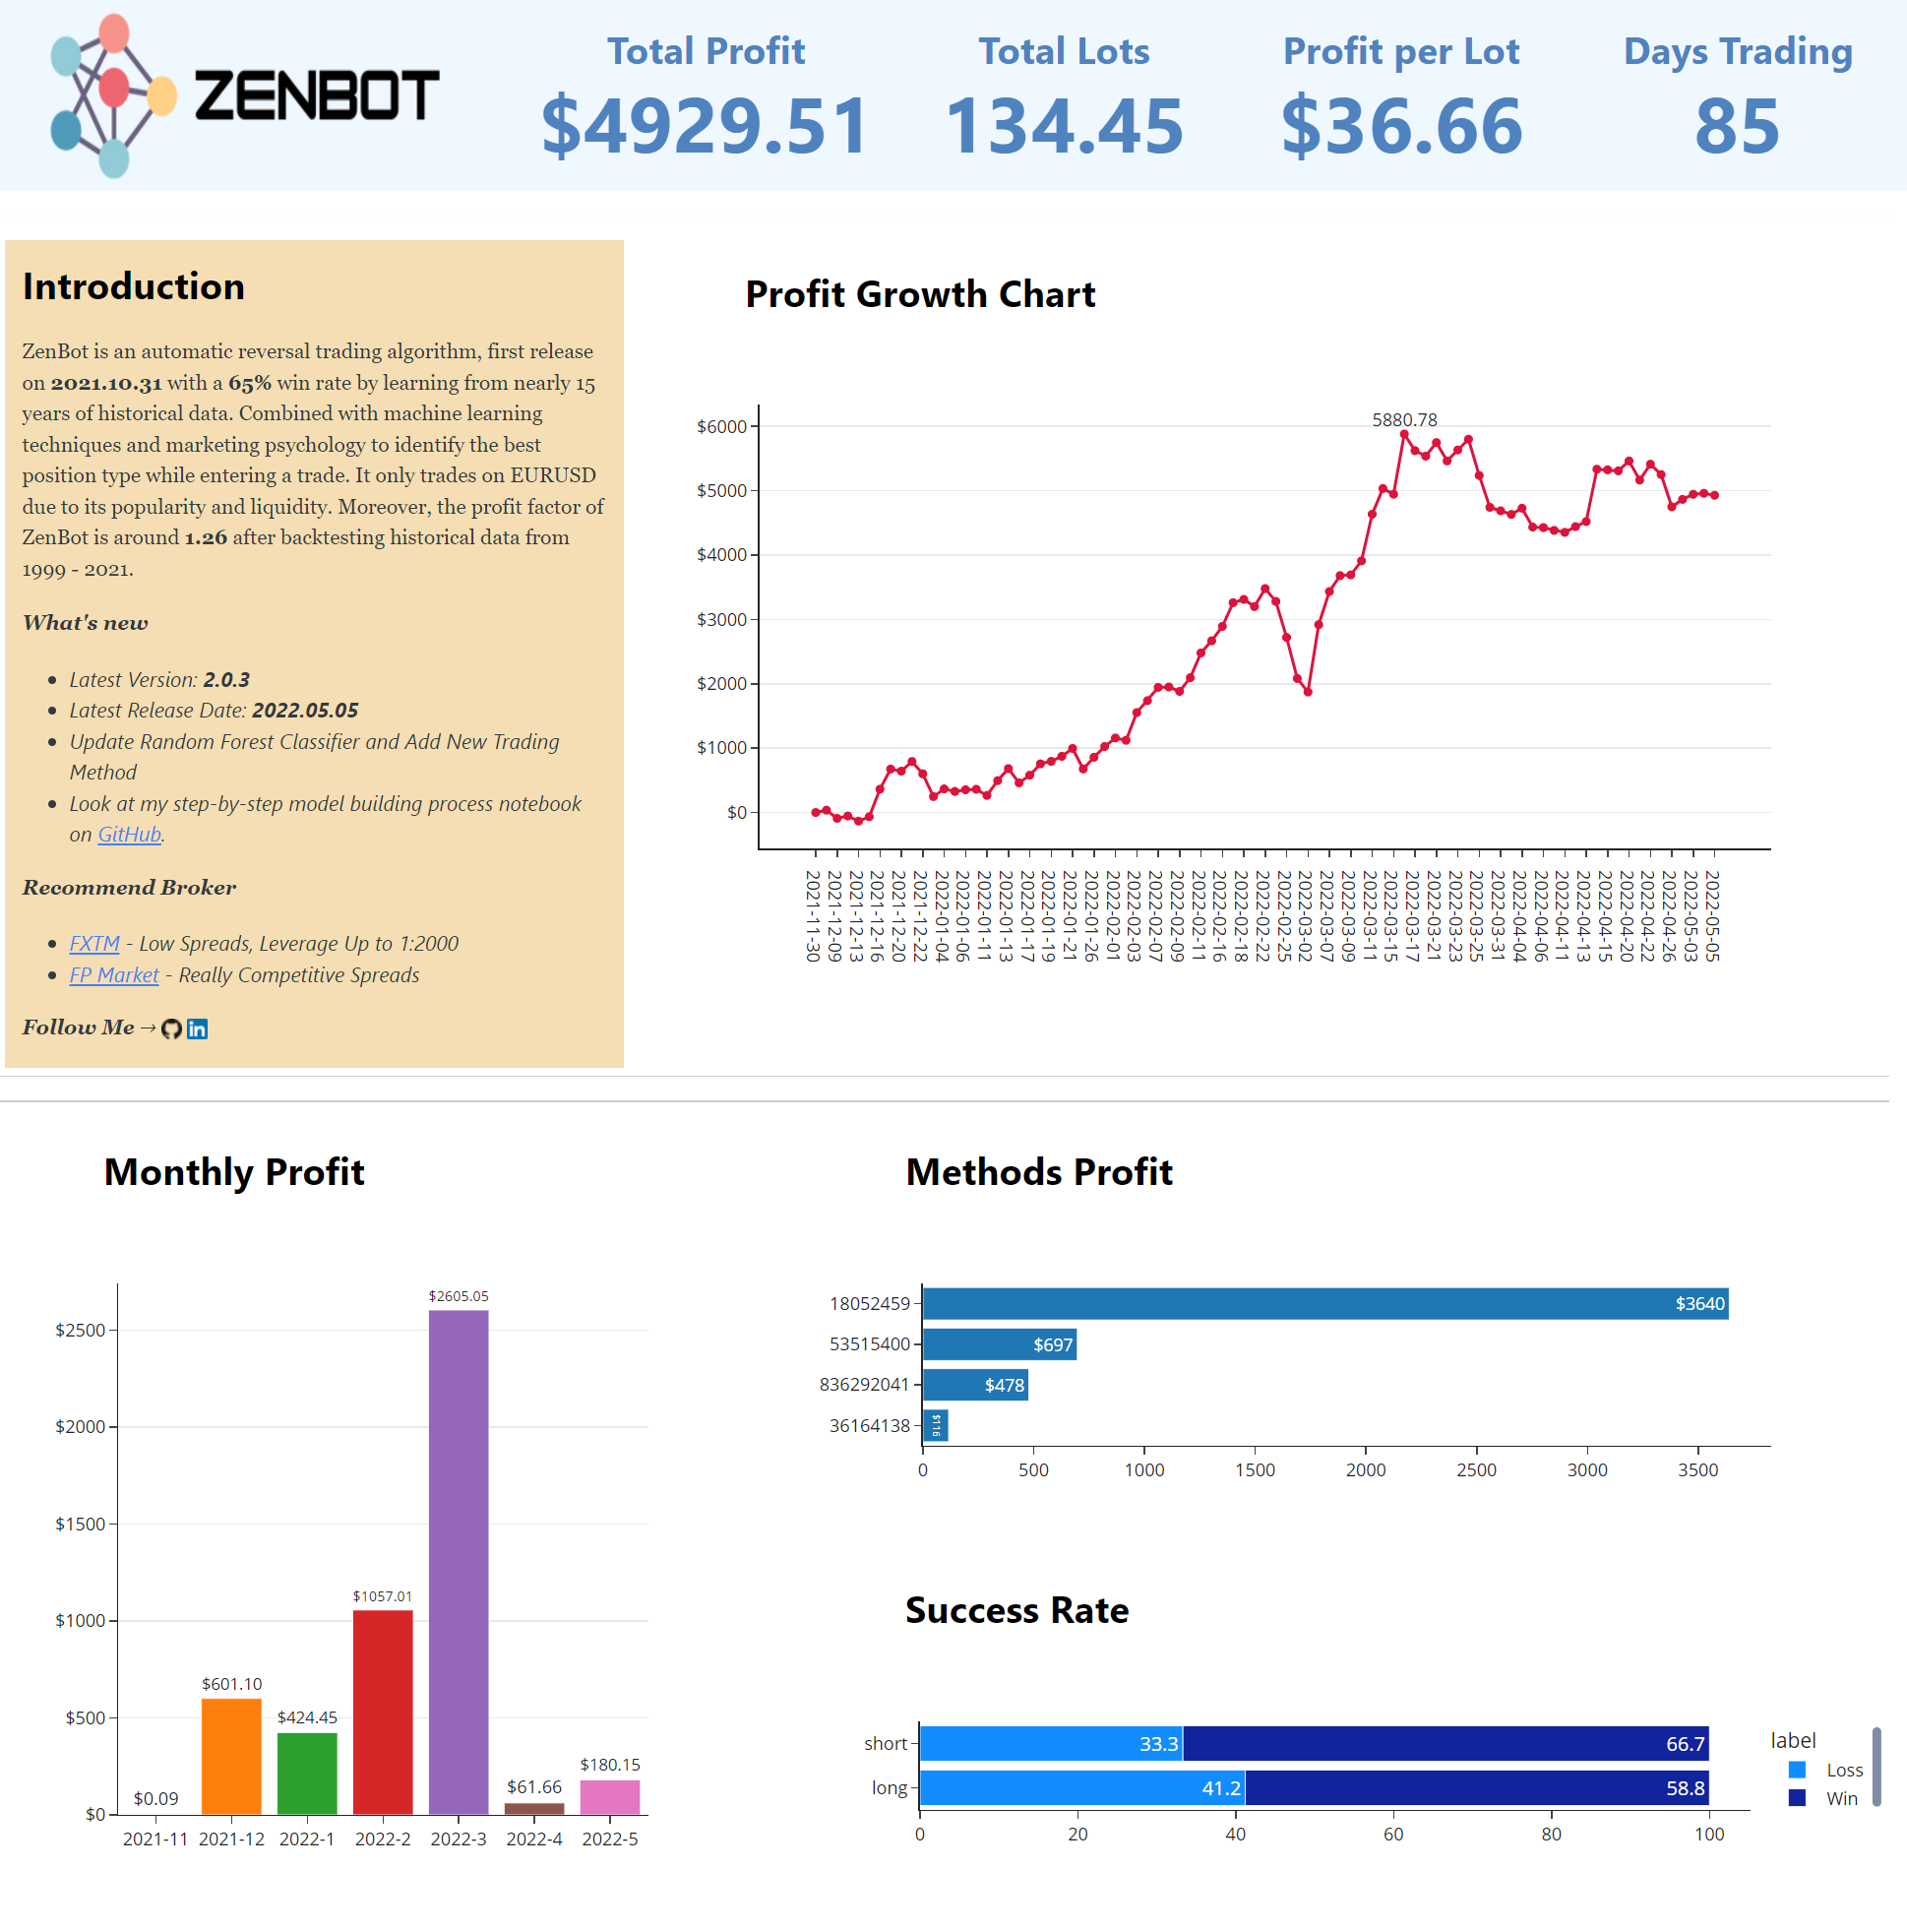 ZENBOT
Total Profit
$4929.51
Total Lots
134.45
Profit per Lot
$36.66
Days Trading
85
Introduction
ZenBot is an automatic reversal trading algorithm, first release
on 2021.10.31 with a 65% win rate by learning from nearly 15
years of historical data. Combined with machine learning
techniques and marketing psychology to identify the best
position type while entering a trade. It only trades on EURUSD
due to its popularity and liquidity. Moreover, the profit factor of
ZenBot is around 1.26 after backtesting historical data from
1999 - 2021.
What's new
• Latest Version: 2.0.3
• Latest Release Date: 2022.05.05
• Update Random Forest Classifier and Add New Trading
Method
• Look at my step-by-step model building process notebook
on GitHub.
Recommend Broker
• FXTM - Low Spreads, Leverage Up to 1:2000
• FP Market - Really Competitive Spreads
Follow Me → in
Profit Growth Chart
5880.78
$6000
$5000
$4000
$3000
$2000
$1000
$0
2021-11-30
2021-12-09
2021-12-13
2021-12-16
2021-12-20
2021-12-22
2022-01-04
2022-01-06
2022-01-11
2022-01-13
2022-01-17
2022-01-19
2022-01-21
2022-01-26
2022-02-01
2022-02-03
2022-02-07
2022-02-09
2022-02-11
2022-02-16
2022-02-18
2022-02-22
2022-02-25
2022-03-02
2022-03-07
2022-03-09
2022-03-11
2022-03-15
2022-03-17
2022-03-21
2022-03-23
2022-03-25
2022-03-31
2022-04-04
2022-04-06
2022-04-11
2022-04-13
2022-04-15
2022-04-20
2022-04-22
2022-04-26
2022-05-03
2022-05-05
Monthly Profit
$2500
$2000
$1500
$1000
$500
$0
$0.09
$601.10
$424.45
$1057.01
$2605.05
$61.66
$180.15
2021-11
2021-12
2022-1
2022-2
2022-3
2022-4
2022-5
Methods Profit
18052459
$3640
53515400
$697
836292041
$478
36164138
$116
0
500
1000
1500
2000
2500
3000
3500
Success Rate
short
33.3
66.7
long
41.2
58.8
0
20
40
60
80
100
label
Loss
Win